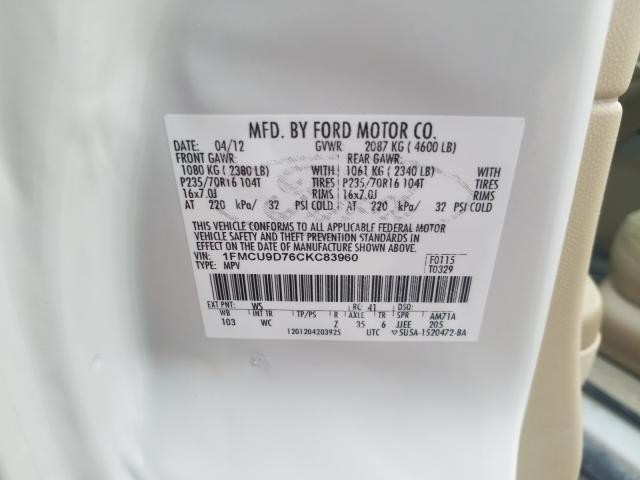 MFD. BY FORD MOTOR CO.
DATE: 04/12 GVWR: 2087 KG ( 4600 LB)
FRONT GAWR: REAR GAWR:
1080 KG ( 2380 LB) WITH 1061 KG ( 2340 LB) WITH
P235/70R16 104T TIRES P235/70R16 104T TIRES
16x7.0J RIMS 16x7.0J RIMS
AT 220 kPa/ 32 PSI COLD AT 220 kPa/ 32 PSI COLD
THIS VEHICLE CONFORMS TO ALL APPLICABLE FEDERAL MOTOR
VEHICLE SAFETY AND THEFT PREVENTION STANDARDS IN
EFFECT ON THE DATE OF MANUFACTURE SHOWN ABOVE.
VIN: 1FMCU9D76CKC83960 F0115
TYPE: MPV T0329
EXT PNT: WS RC: 41 DSO:
WB INT TR TP/PS R AXLE TR SPR AM71A
103 WC Z 35 6 JJEE 205
1201204203925 UTC ▽SU5A-1520472-BA